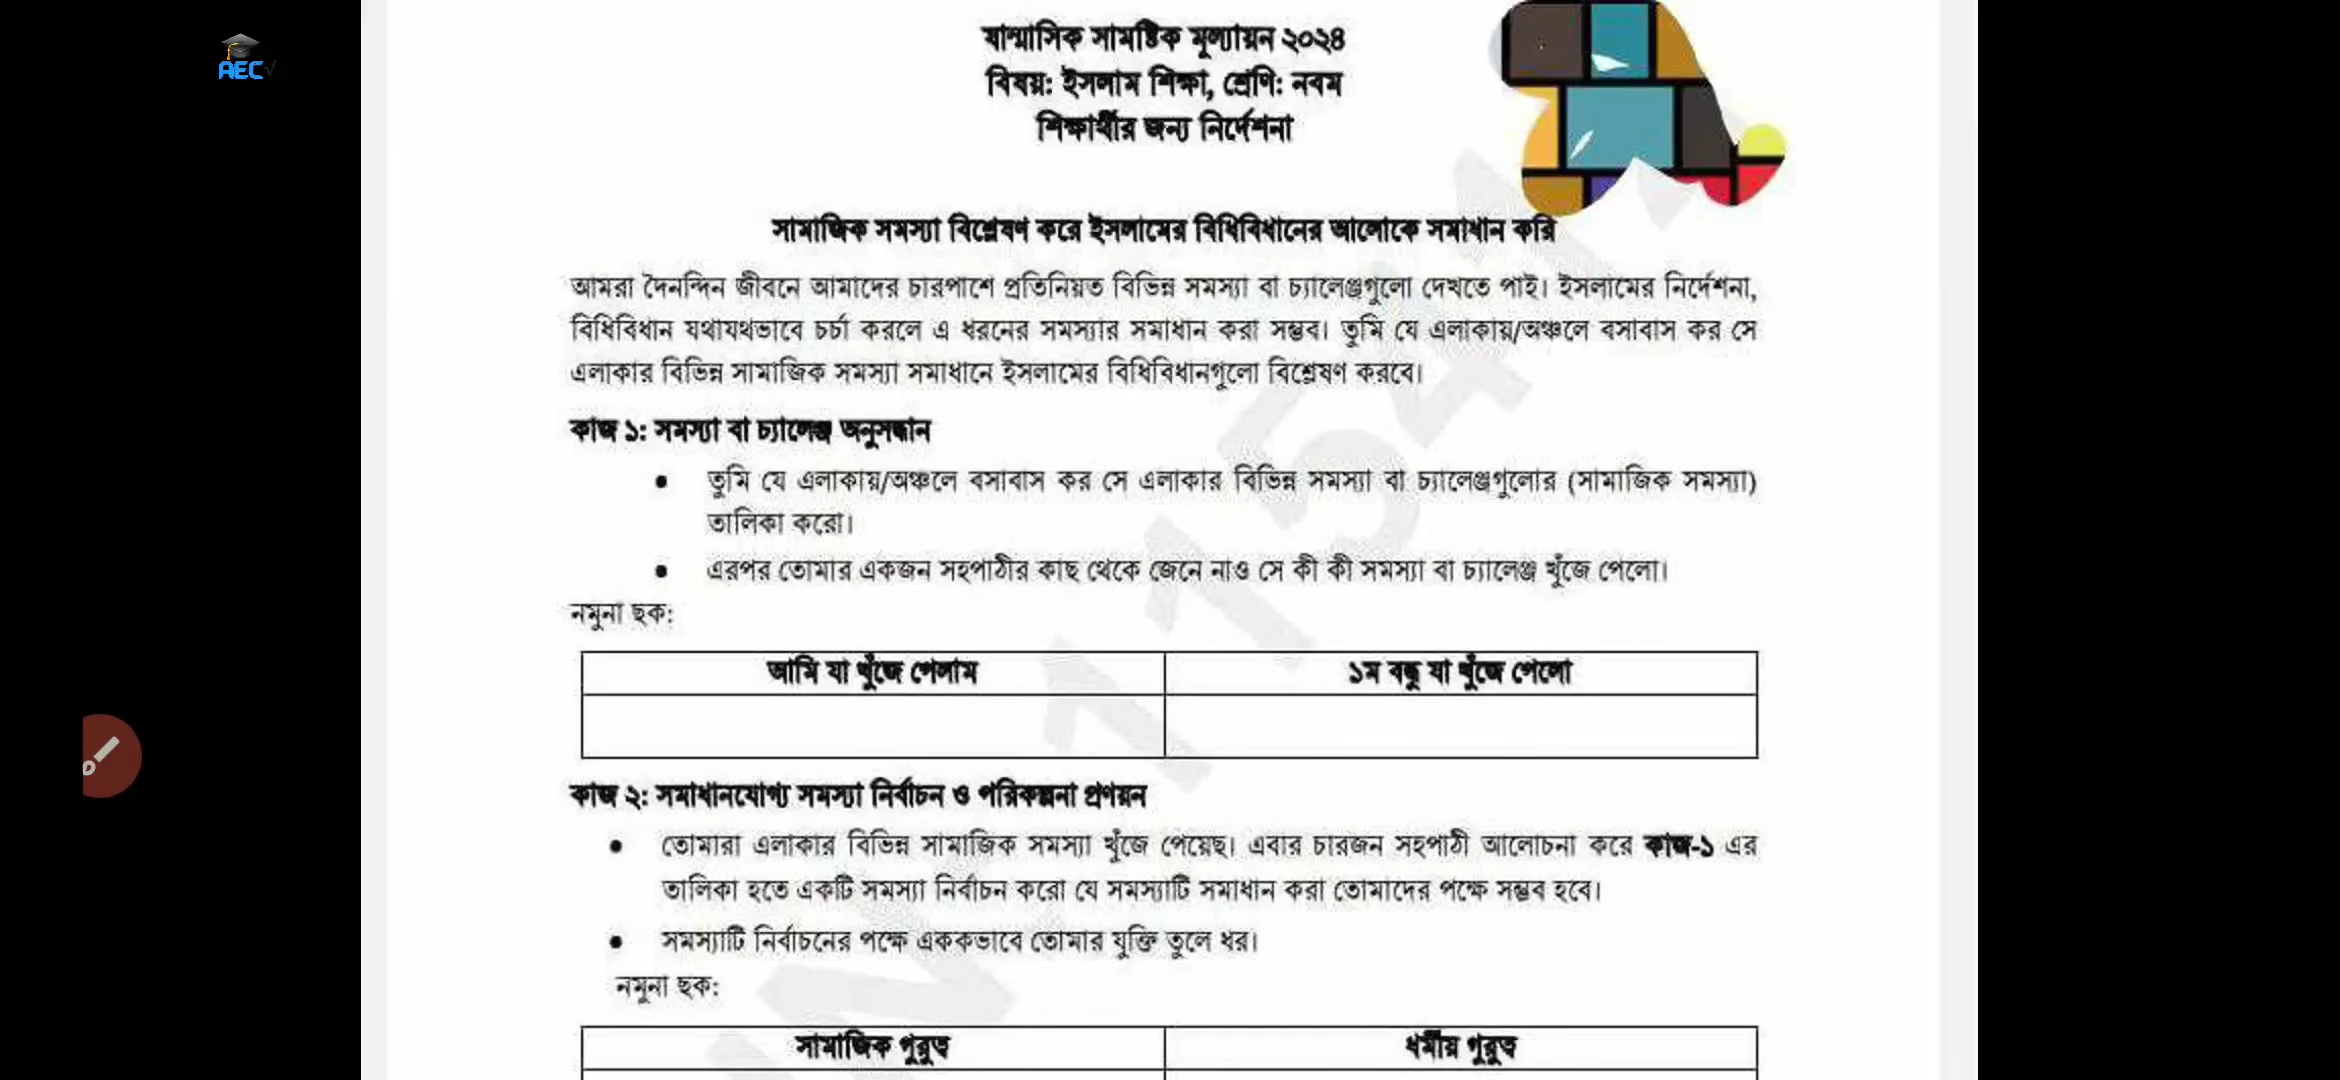 AEC
ষান্মাসিক সামষ্টিক মূল্যায়ন ২০২৪
বিষয়: ইসলাম শিক্ষা, শ্রেণি: নবম
শিক্ষার্থীর জন্য নির্দেশনা
সামাজিক সমস্যা বিশ্লেষণ করে ইসলামের বিধিবিধানের আলোকে সমাধান করি
আমরা দৈনন্দিন জীবনে আমাদের চারপাশে প্রতিনিয়ত বিভিন্ন সমস্যা বা চ্যালেঞ্জগুলো দেখতে পাই। ইসলামের নির্দেশনা,
বিধিবিধান যথাযথভাবে চর্চা করলে এ ধরনের সমস্যার সমাধান করা সম্ভব। তুমি যে এলাকায়/অঞ্চলে বসাবাস কর সে
এলাকার বিভিন্ন সামাজিক সমস্যা সমাধানে ইসলামের বিধিবিধানগুলো বিশ্লেষণ করবে।
কাজ ১: সমস্যা বা চ্যালেঞ্জ অনুসন্ধান
• তুমি যে এলাকায়/অঞ্চলে বসাবাস কর সে এলাকার বিভিন্ন সমস্যা বা চ্যালেঞ্জগুলোর (সামাজিক সমস্যা)
তালিকা করো।
• এরপর তোমার একজন সহপাঠীর কাছ থেকে জেনে নাও সে কী কী সমস্যা বা চ্যালেঞ্জ খুঁজে পেলো।
নমুনা ছক:
আমি যা খুঁজে পেলাম
১ম বন্ধু যা খুঁজে পেলো
কাজ ২: সমাধানযোগ্য সমস্যা নির্বাচন ও পরিকল্পনা প্রণয়ন
• তোমারা এলাকার বিভিন্ন সামাজিক সমস্যা খুঁজে পেয়েছ। এবার চারজন সহপাঠী আলোচনা করে কাজ-১ এর
তালিকা হতে একটি সমস্যা নির্বাচন করো যে সমস্যাটি সমাধান করা তোমাদের পক্ষে সম্ভব হবে।
• সমস্যাটি নির্বাচনের পক্ষে এককভাবে তোমার যুক্তি তুলে ধর।
নমুনা ছক:
সামাজিক গুরুত্ব
ধর্মীয় গুরুত্ব